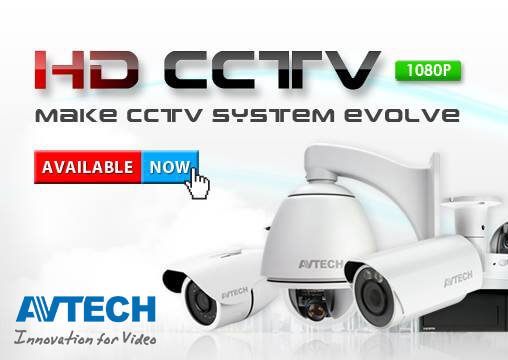 HD CCTV 1080P
MAKE CCTV SYSTEM EVOLVE
AVAILABLE NOW
AVTECH
AVTECH
AVTECH
AVTECH
Innovation for Video